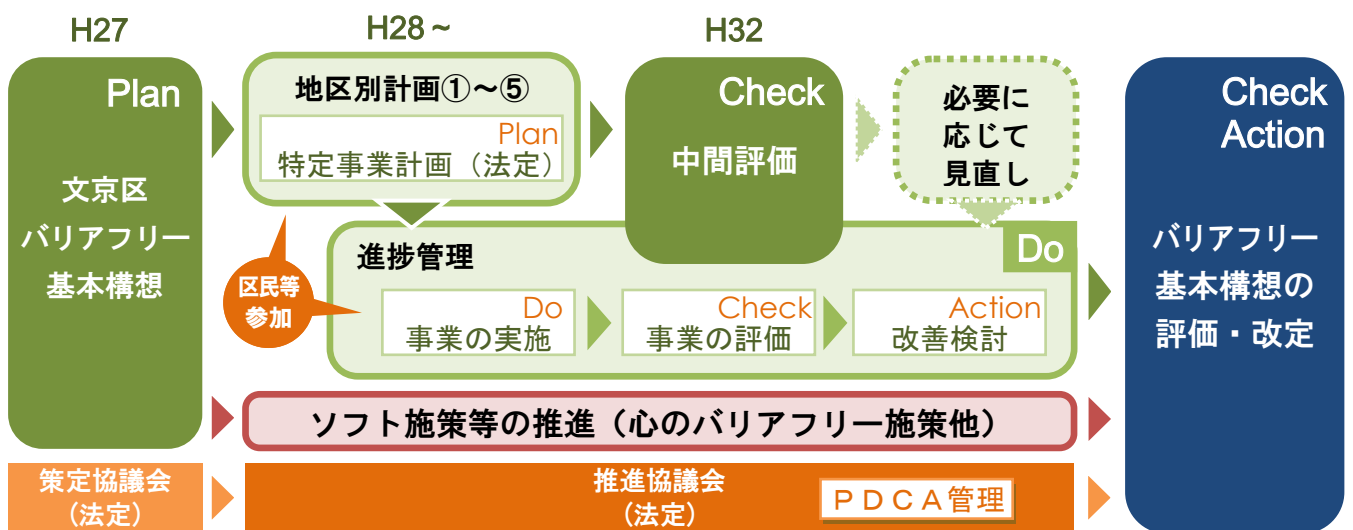 H27
H28～
H32
Plan
文京区
バリアフリー
基本構想
地区別計画①～⑤
Plan
特定事業計画（法定）
Check
中間評価
必要に
応じて
見直し
Check
Action
バリアフリー
基本構想の
評価・改定
区民等
参加
進捗管理
Do
Do
事業の実施
Check
事業の評価
Action
改善検討
ソフト施策等の推進（心のバリアフリー施策他）
策定協議会
（法定）
推進協議会
（法定）
ＰＤＣＡ管理